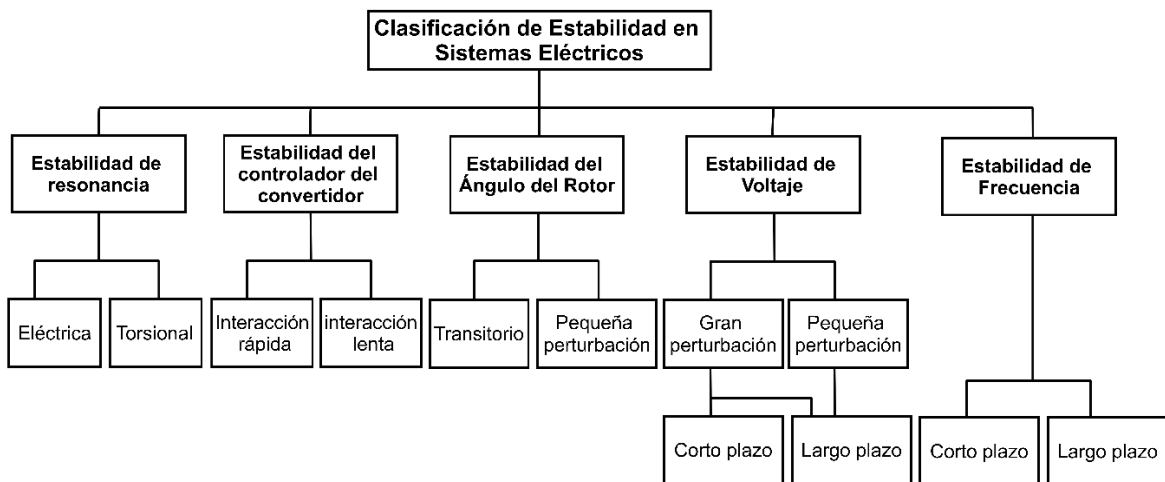 Clasificación de Estabilidad en
Sistemas Eléctricos
Estabilidad de
resonancia
Estabilidad del
controlador del
convertidor
Estabilidad del
Ángulo del Rotor
Estabilidad de
Voltaje
Estabilidad de
Frecuencia
Eléctrica
Torsional
Interacción
rápida
interacción
lenta
Transitorio
Pequeña
perturbación
Gran
perturbación
Pequeña
perturbación
Corto plazo
Largo plazo
Corto plazo
Largo plazo